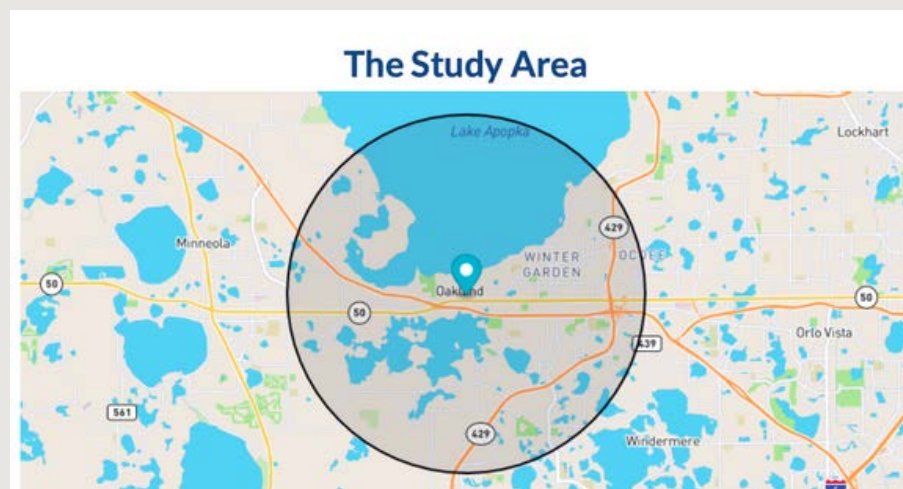 The Study Area
Lake Apopka
Lockhart
429
Minneola
WINTER
GARDEN
OCOEE
50
Oakland
50
50
439
Orlo Vista
561
429
Windermere